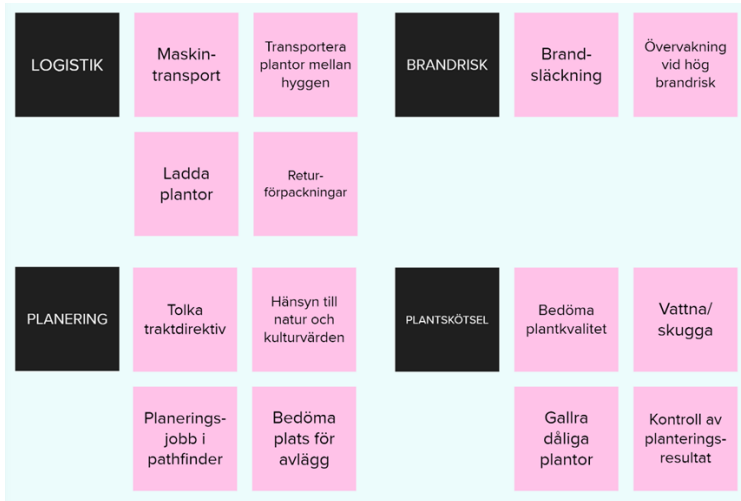 LOGISTIK
Maskin-
transport
Transportera
plantor mellan
hyggen
Ladda
plantor
Retur-
förpackningar
BRANDRISK
Brand-
släckning
Övervakning
vid hög
brandrisk
PLANERING
Tolka
traktdirektiv
Hänsyn till
natur och
kulturvärden
Planerings-
jobb i
pathfinder
Bedöma
plats för
avlägg
PLANTSKÖTSEL
Bedöma
plantkvalitet
Vattna/
skugga
Gallra
dåliga
plantor
Kontroll av
planterings-
resultat